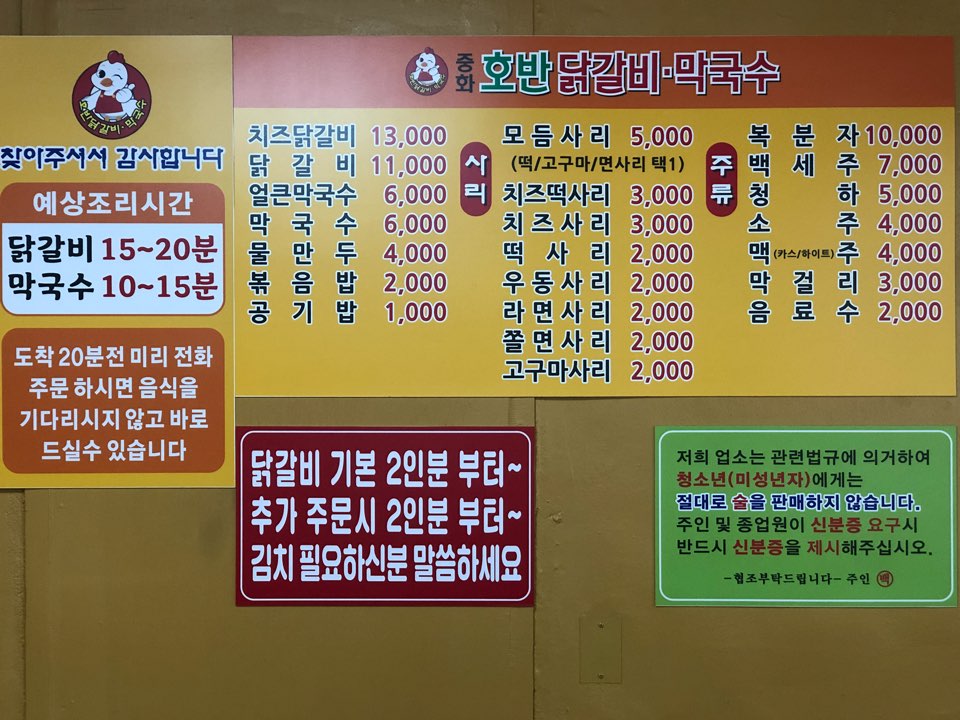 호반닭갈비·막국수
찾아주셔서 감사합니다
예상조리시간
닭갈비 15~20분
막국수 10~15분
도착 20분전 미리 전화
주문 하시면 음식을
기다리시지 않고 바로
드실수 있습니다
중화 호반 닭갈비·막국수
치즈닭갈비 13,000
닭갈비 11,000
얼큰막국수 6,000
막국수 6,000
물만두 4,000
볶음밥 2,000
공기밥 1,000
사리
모듬사리 5,000
(떡/고구마/면사리 택1)
치즈떡사리 3,000
치즈사리 3,000
떡사리 2,000
우동사리 2,000
라면사리 2,000
쫄면사리 2,000
고구마사리 2,000
주류
복분자 10,000
백세주 7,000
청하 5,000
소주 4,000
맥(카스/하이트)주 4,000
막걸리 3,000
음료수 2,000
닭갈비 기본 2인분 부터~
추가 주문시 2인분 부터~
김치 필요하신분 말씀하세요
저희 업소는 관련법규에 의거하여
청소년(미성년자)에게는
절대로 술을 판매하지 않습니다.
주인 및 종업원이 신분증 요구시
반드시 신분증을 제시해주십시오.
-협조부탁드립니다- 주인 백